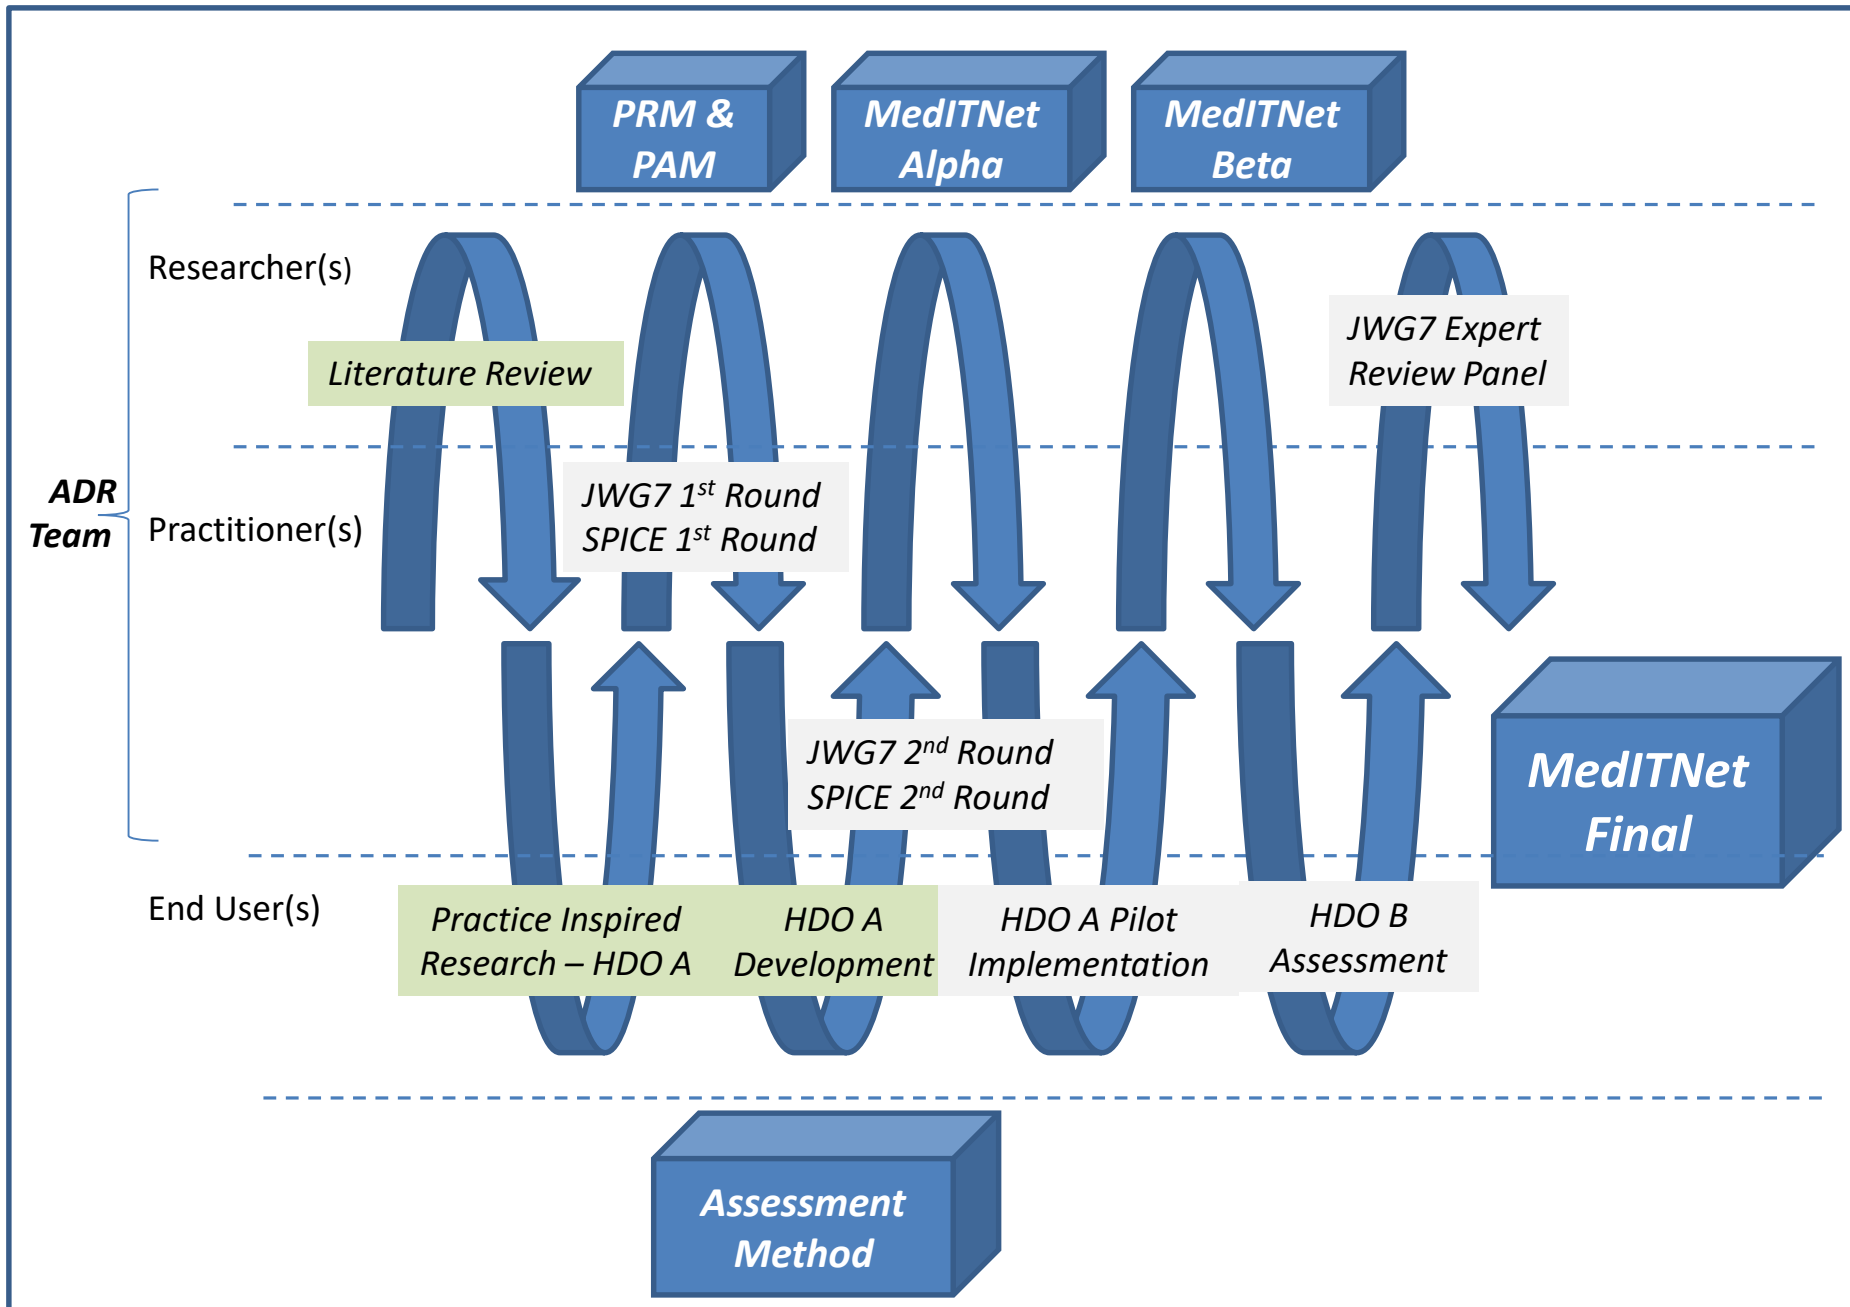 PRM &
PAM
MedITNet
Alpha
MedITNet
Beta
Researcher(s)
Literature Review
JWG7 Expert
Review Panel
ADR
Team
Practitioner(s)
JWG7 1st Round
SPICE 1st Round
JWG7 2nd Round
SPICE 2nd Round
MedITNet
Final
End User(s)
Practice Inspired
Research – HDO A
HDO A
Development
HDO A Pilot
Implementation
HDO B
Assessment
Assessment
Method